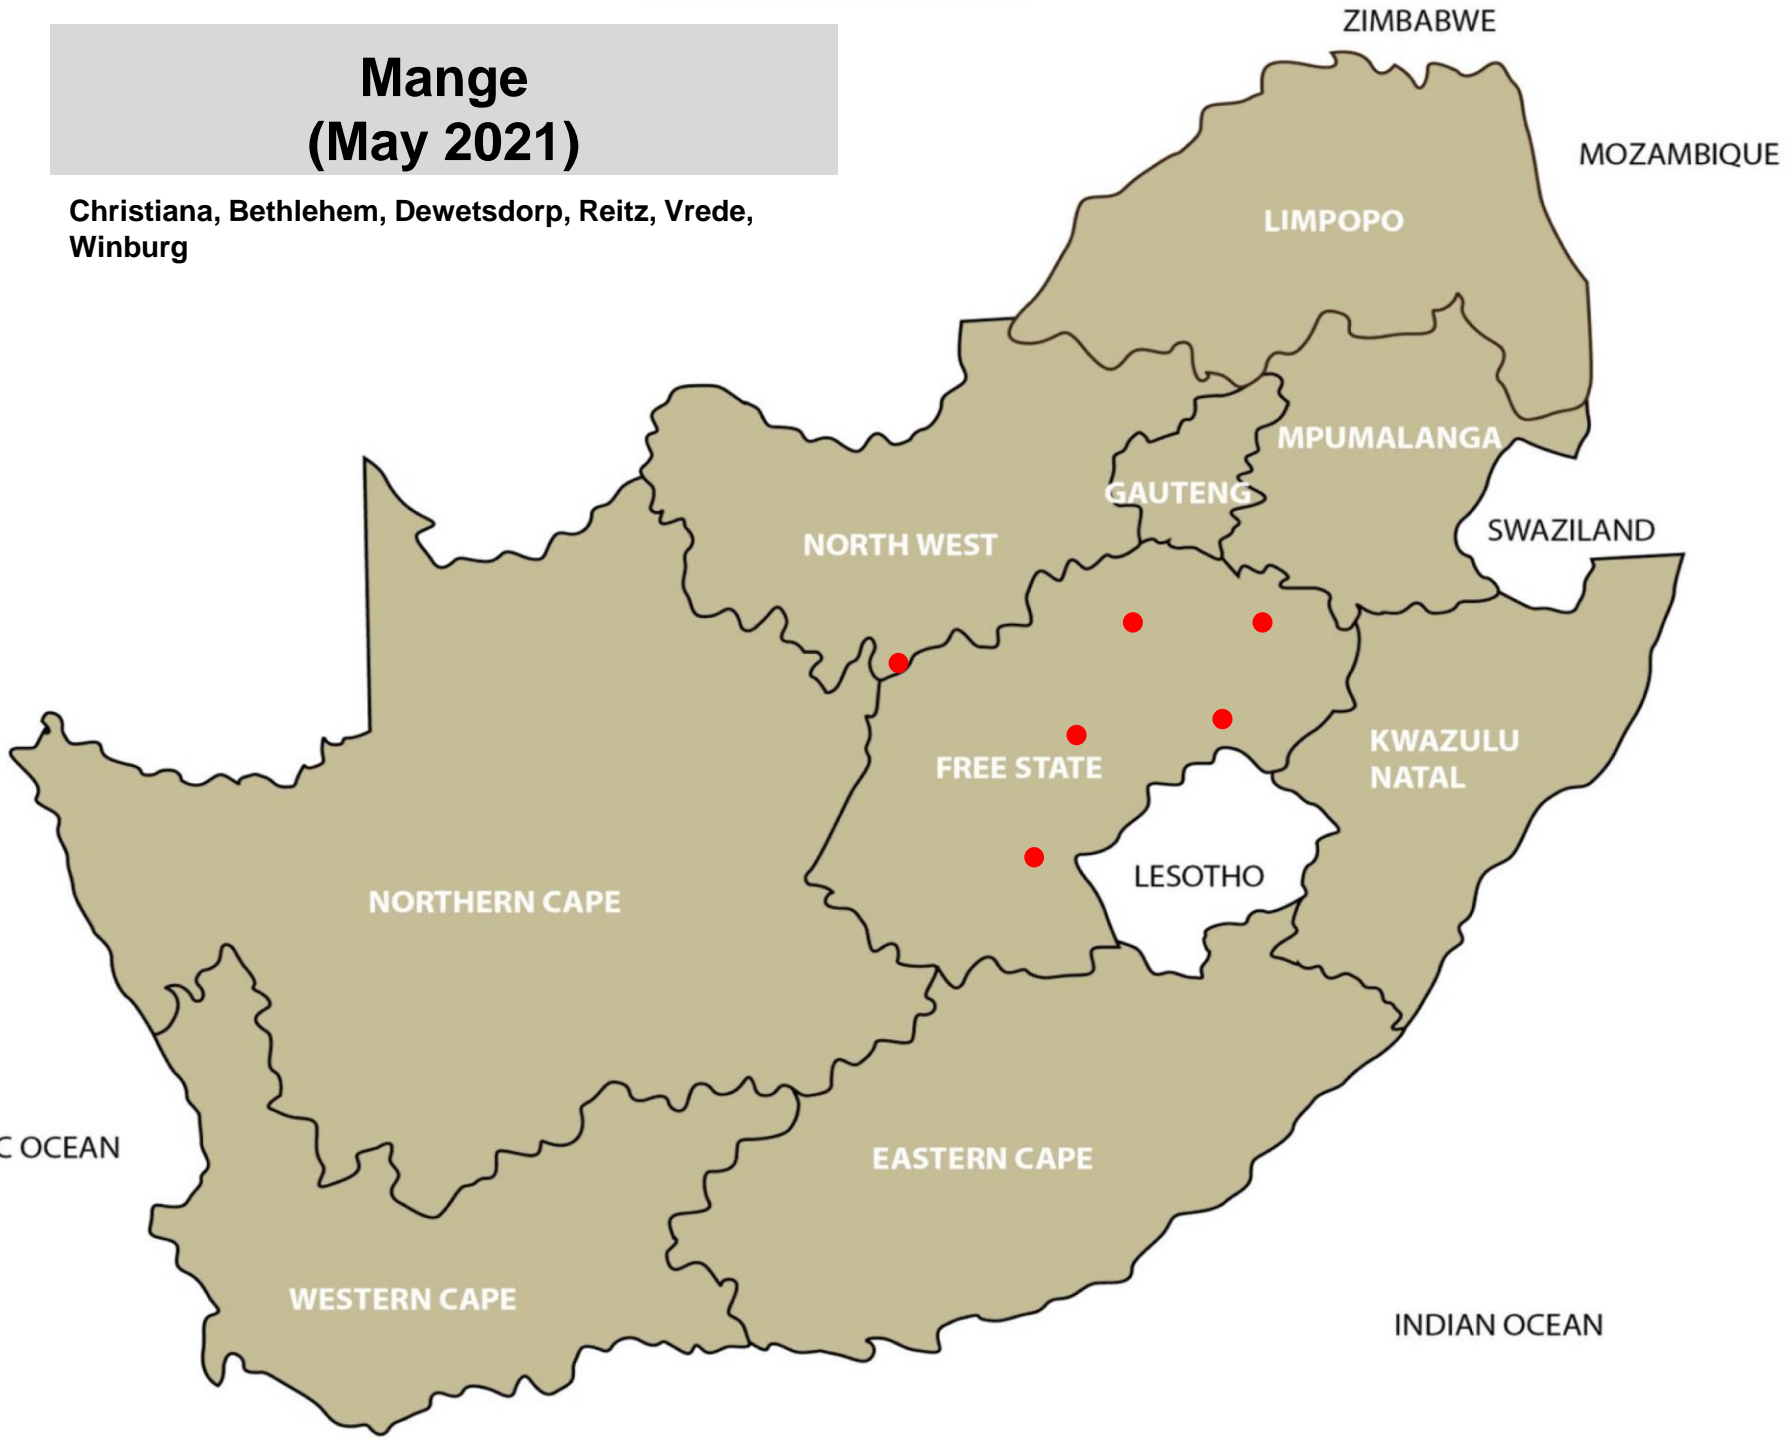 Mange
(May 2021)
Christiana, Bethlehem, Dewetsdorp, Reitz, Vrede,
Winburg
ZIMBABWE
MOZAMBIQUE
LIMPOPO
MPUMALANGA
GAUTENG
SWAZILAND
NORTH WEST
KWAZULU
NATAL
FREE STATE
LESOTHO
NORTHERN CAPE
C OCEAN
EASTERN CAPE
WESTERN CAPE
INDIAN OCEAN